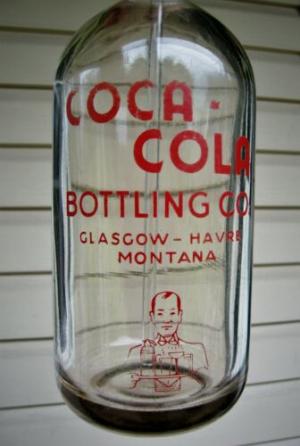 COCA-
COLA
BOTTLING CO.
GLASGOW-HAVRE
MONTANA